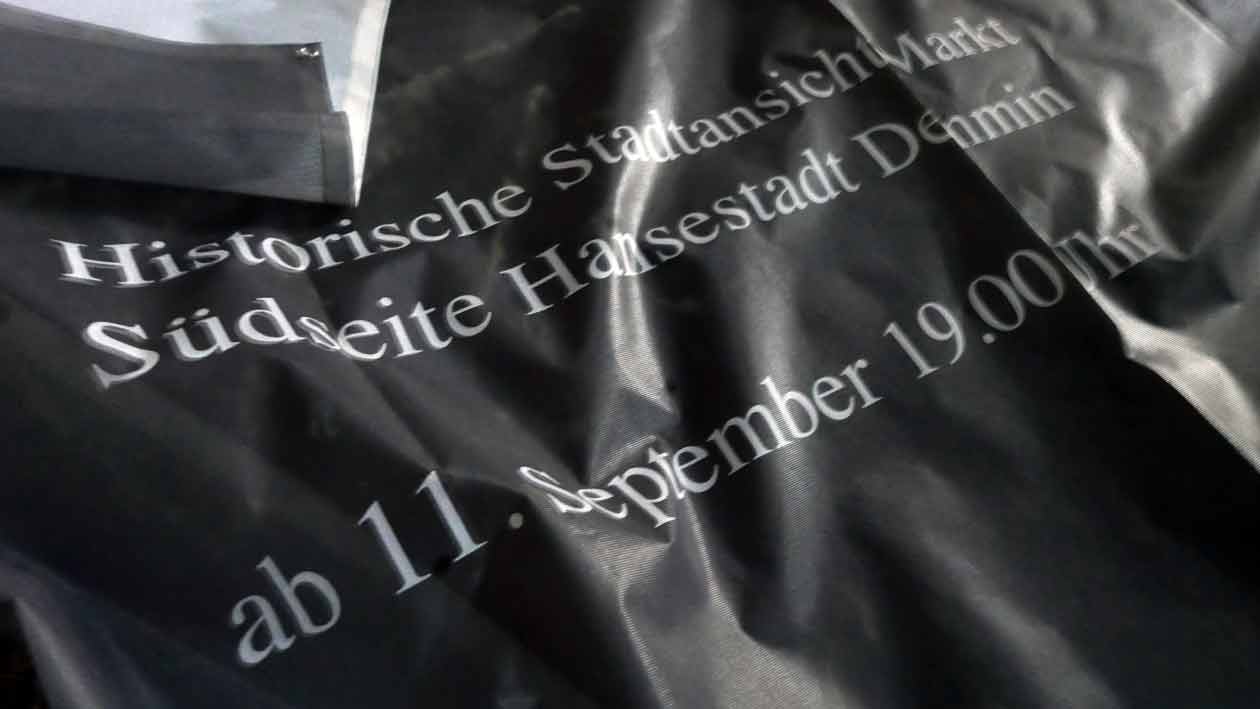 Historische Stadtansicht Markt
Südseite Hansestadt Demmin
ab 11. September 19.00 Uhr